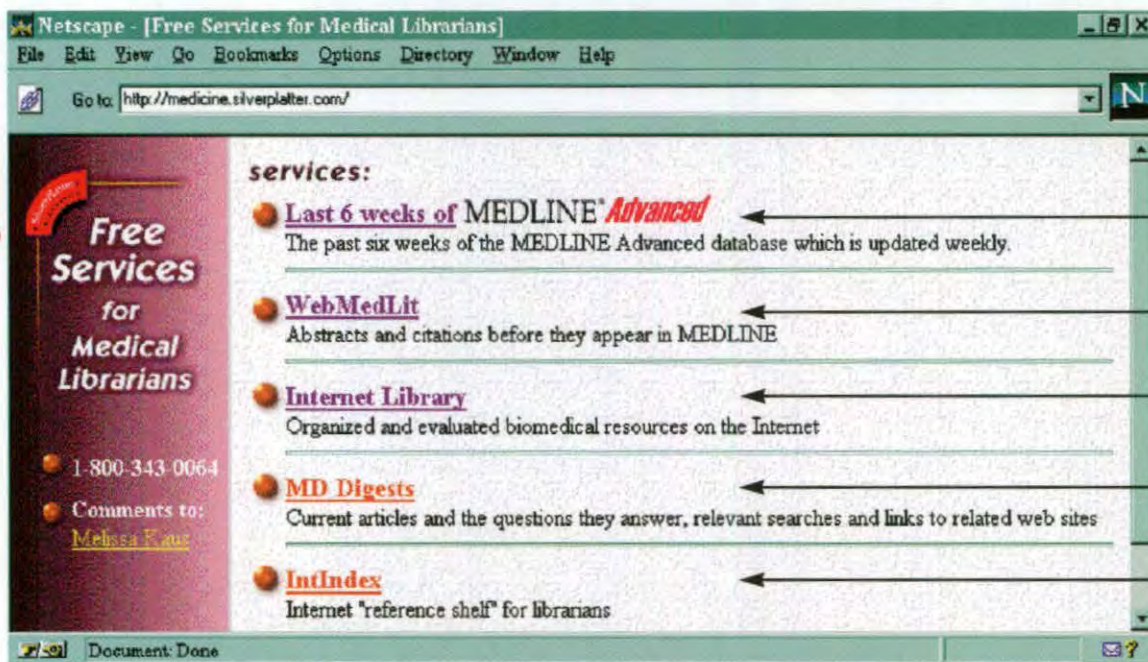 Netscape - [Free Services for Medical Librarians]
File Edit View Go Bookmarks Options Directory Window Help
Go to: http://medicine.silverplatter.com/
N
Free
Services
for
Medical
Librarians
1-800-343-0064
Comments to:
Melissa Kaus
services:
Last 6 weeks of MEDLINE® Advanced
The past six weeks of the MEDLINE Advanced database which is updated weekly.
WebMedLit
Abstracts and citations before they appear in MEDLINE
Internet Library
Organized and evaluated biomedical resources on the Internet
MD Digests
Current articles and the questions they answer, relevant searches and links to related web sites
IntIndex
Internet "reference shelf" for librarians
Document: Done